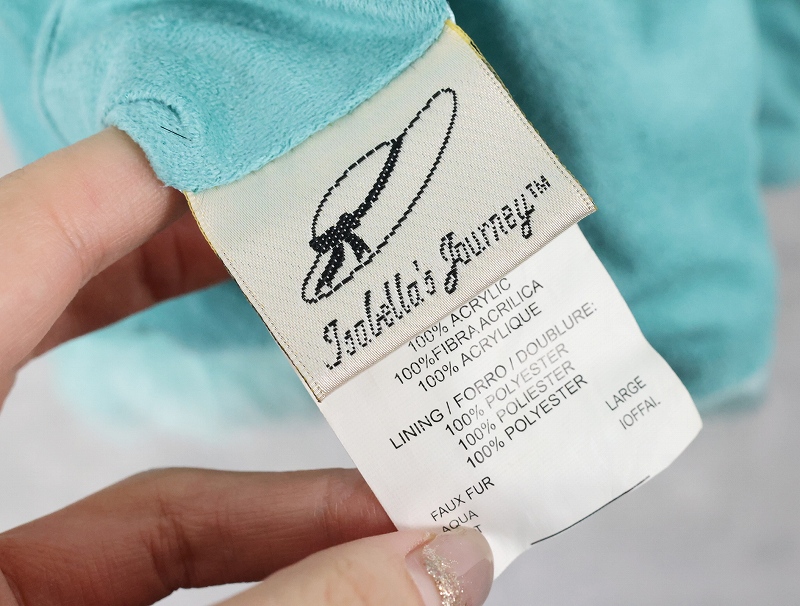 Isabella's Journey™
100% ACRYLIC
100%FIBRA ACRILICA
100% ACRYLIQUE
LINING / FORRO / DOUBLURE:
100% POLYESTER
100% POLIESTER
100% POLYESTER
LARGE
IOFFAI.
FAUX FUR
AQUA